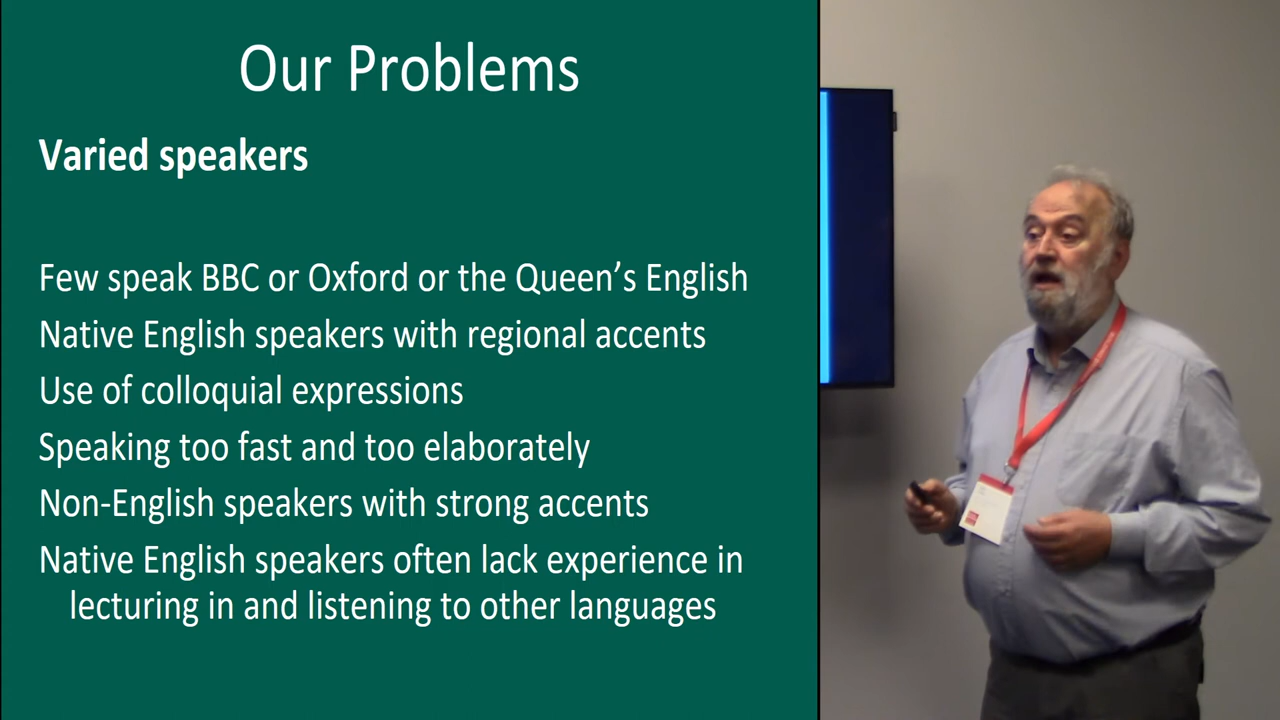 Our Problems
Varied speakers
Few speak BBC or Oxford or the Queen's English
Native English speakers with regional accents
Use of colloquial expressions
Speaking too fast and too elaborately
Non-English speakers with strong accents
Native English speakers often lack experience in
lecturing in and listening to other languages